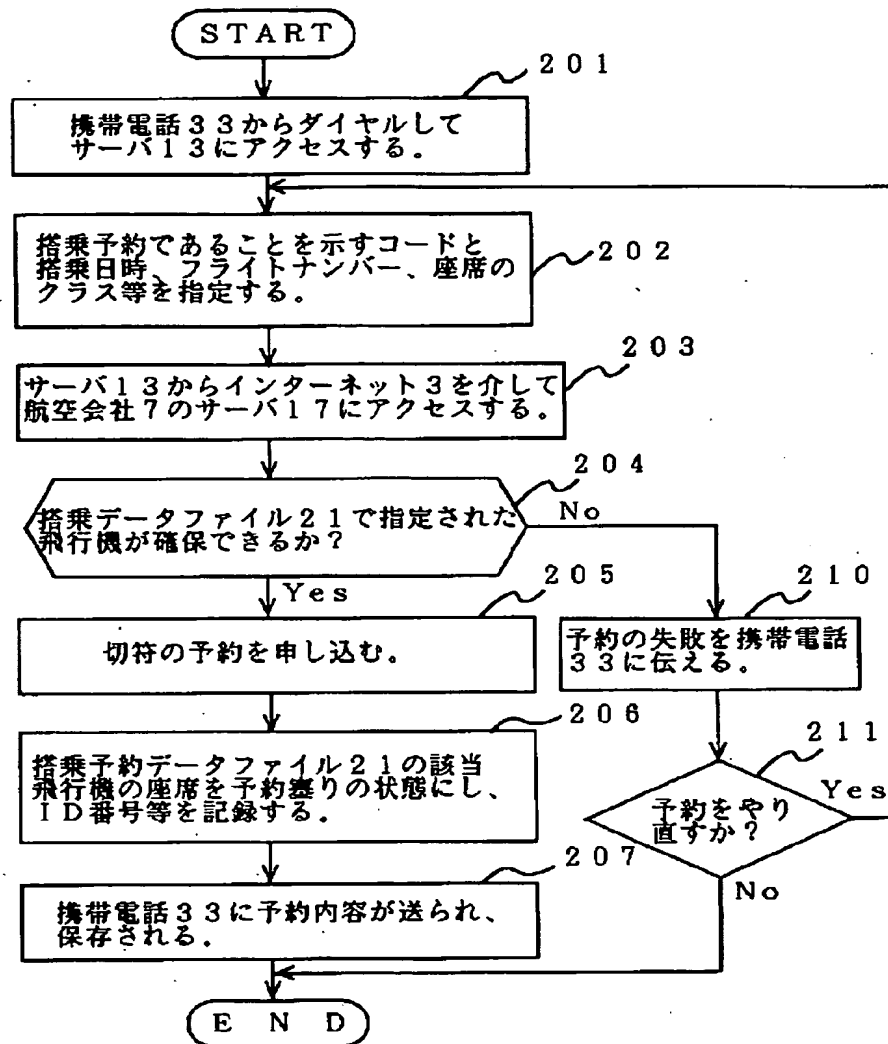 START
201
携帯電話33からダイヤルして
サーバ13にアクセスする。
202
搭乗予約であることを示すコードと
搭乗日時、フライトナンバー、座席の
クラス等を指定する。
203
サーバ13からインターネット3を介して
航空会社7のサーバ17にアクセスする。
204
搭乗データファイル21で指定された
飛行機が確保できるか？
No
Yes
205
切符の予約を申し込む。
210
予約の失敗を携帯電話
33に伝える。
206
搭乗予約データファイル21の該当
飛行機の座席を予約塞りの状態にし、
ID番号等を記録する。
211
予約をやり
直すか？
Yes
No
207
携帯電話33に予約内容が送られ、
保存される。
END